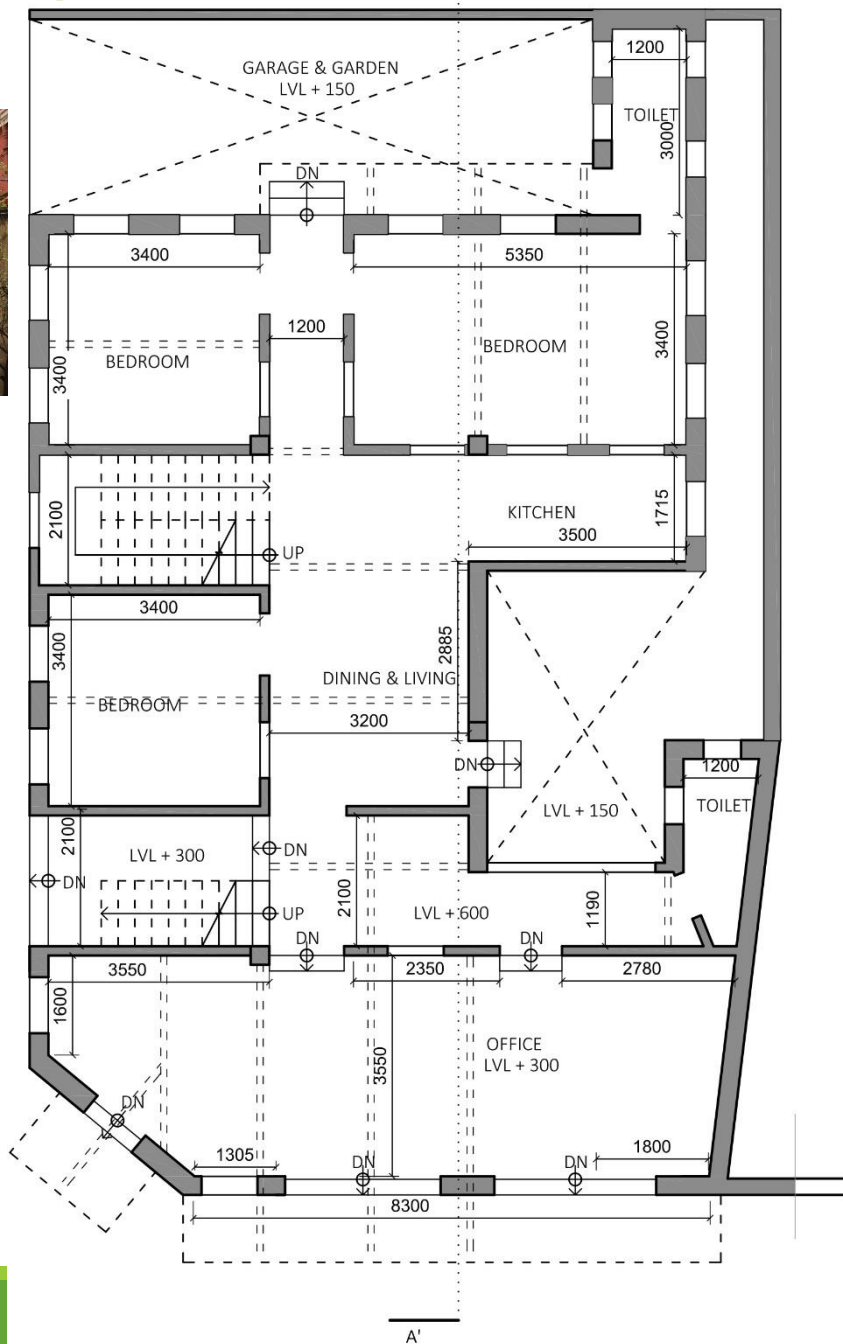 1200
GARAGE & GARDEN
LVL + 150
TOILET
3000
DN
3400
5350
1200
3400
BEDROOM
BEDROOM
3400
2100
KITCHEN
3500
1715
UP
3400
3400
2885
DINING & LIVING
BEDROOM
3200
DN
1200
LVL + 150
TOILET
2100
LVL + 300
DN
DN
2100
LVL + 600
1190
UP
DN
DN
3550
2350
2780
1600
OFFICE
LVL + 300
3550
DN
1305
DN
DN
1800
8300
A'